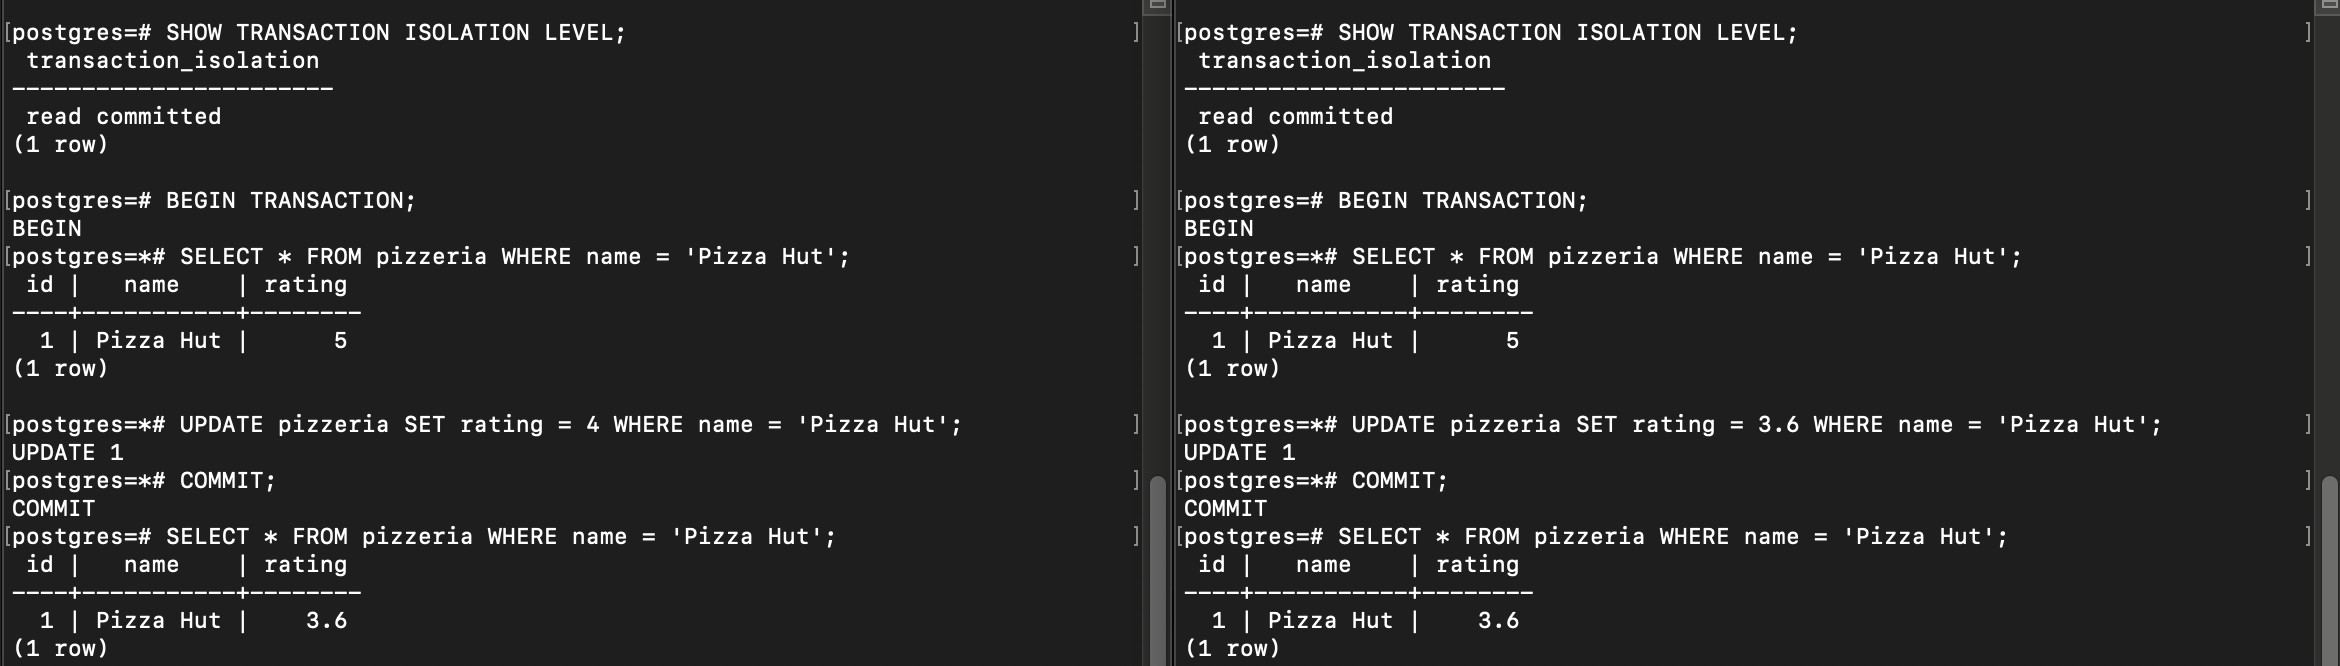 [postgres=# SHOW TRANSACTION ISOLATION LEVEL; ]
 transaction_isolation
-----------------------
 read committed
(1 row)

[postgres=# BEGIN TRANSACTION; ]
BEGIN
[postgres=*# SELECT * FROM pizzeria WHERE name = 'Pizza Hut'; ]
 id |   name    | rating
----+-----------+--------
  1 | Pizza Hut |      5
(1 row)

[postgres=*# UPDATE pizzeria SET rating = 4 WHERE name = 'Pizza Hut'; ]
UPDATE 1
[postgres=*# COMMIT; ]
COMMIT
[postgres=# SELECT * FROM pizzeria WHERE name = 'Pizza Hut'; ]
 id |   name    | rating
----+-----------+--------
  1 | Pizza Hut |    3.6
(1 row)

[postgres=# SHOW TRANSACTION ISOLATION LEVEL; ]
 transaction_isolation
-----------------------
 read committed
(1 row)

[postgres=# BEGIN TRANSACTION; ]
BEGIN
[postgres=*# SELECT * FROM pizzeria WHERE name = 'Pizza Hut'; ]
 id |   name    | rating
----+-----------+--------
  1 | Pizza Hut |      5
(1 row)

[postgres=*# UPDATE pizzeria SET rating = 3.6 WHERE name = 'Pizza Hut'; ]
UPDATE 1
[postgres=*# COMMIT; ]
COMMIT
[postgres=# SELECT * FROM pizzeria WHERE name = 'Pizza Hut'; ]
 id |   name    | rating
----+-----------+--------
  1 | Pizza Hut |    3.6
(1 row)